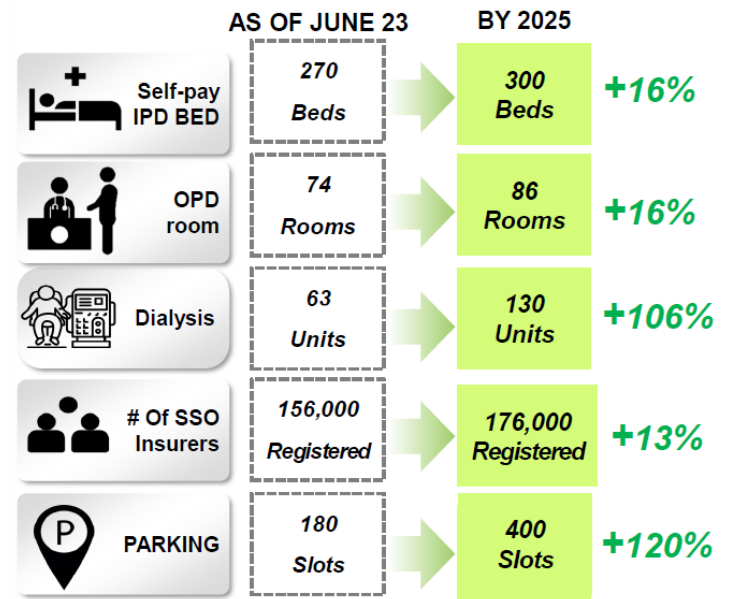 AS OF JUNE 23
BY 2025
Self-pay
IPD BED
270
Beds
300
Beds
+16%
OPD
room
74
Rooms
86
Rooms
+16%
Dialysis
63
Units
130
Units
+106%
# Of SSO
Insurers
156,000
Registered
176,000
Registered
+13%
P
PARKING
180
Slots
400
Slots
+120%